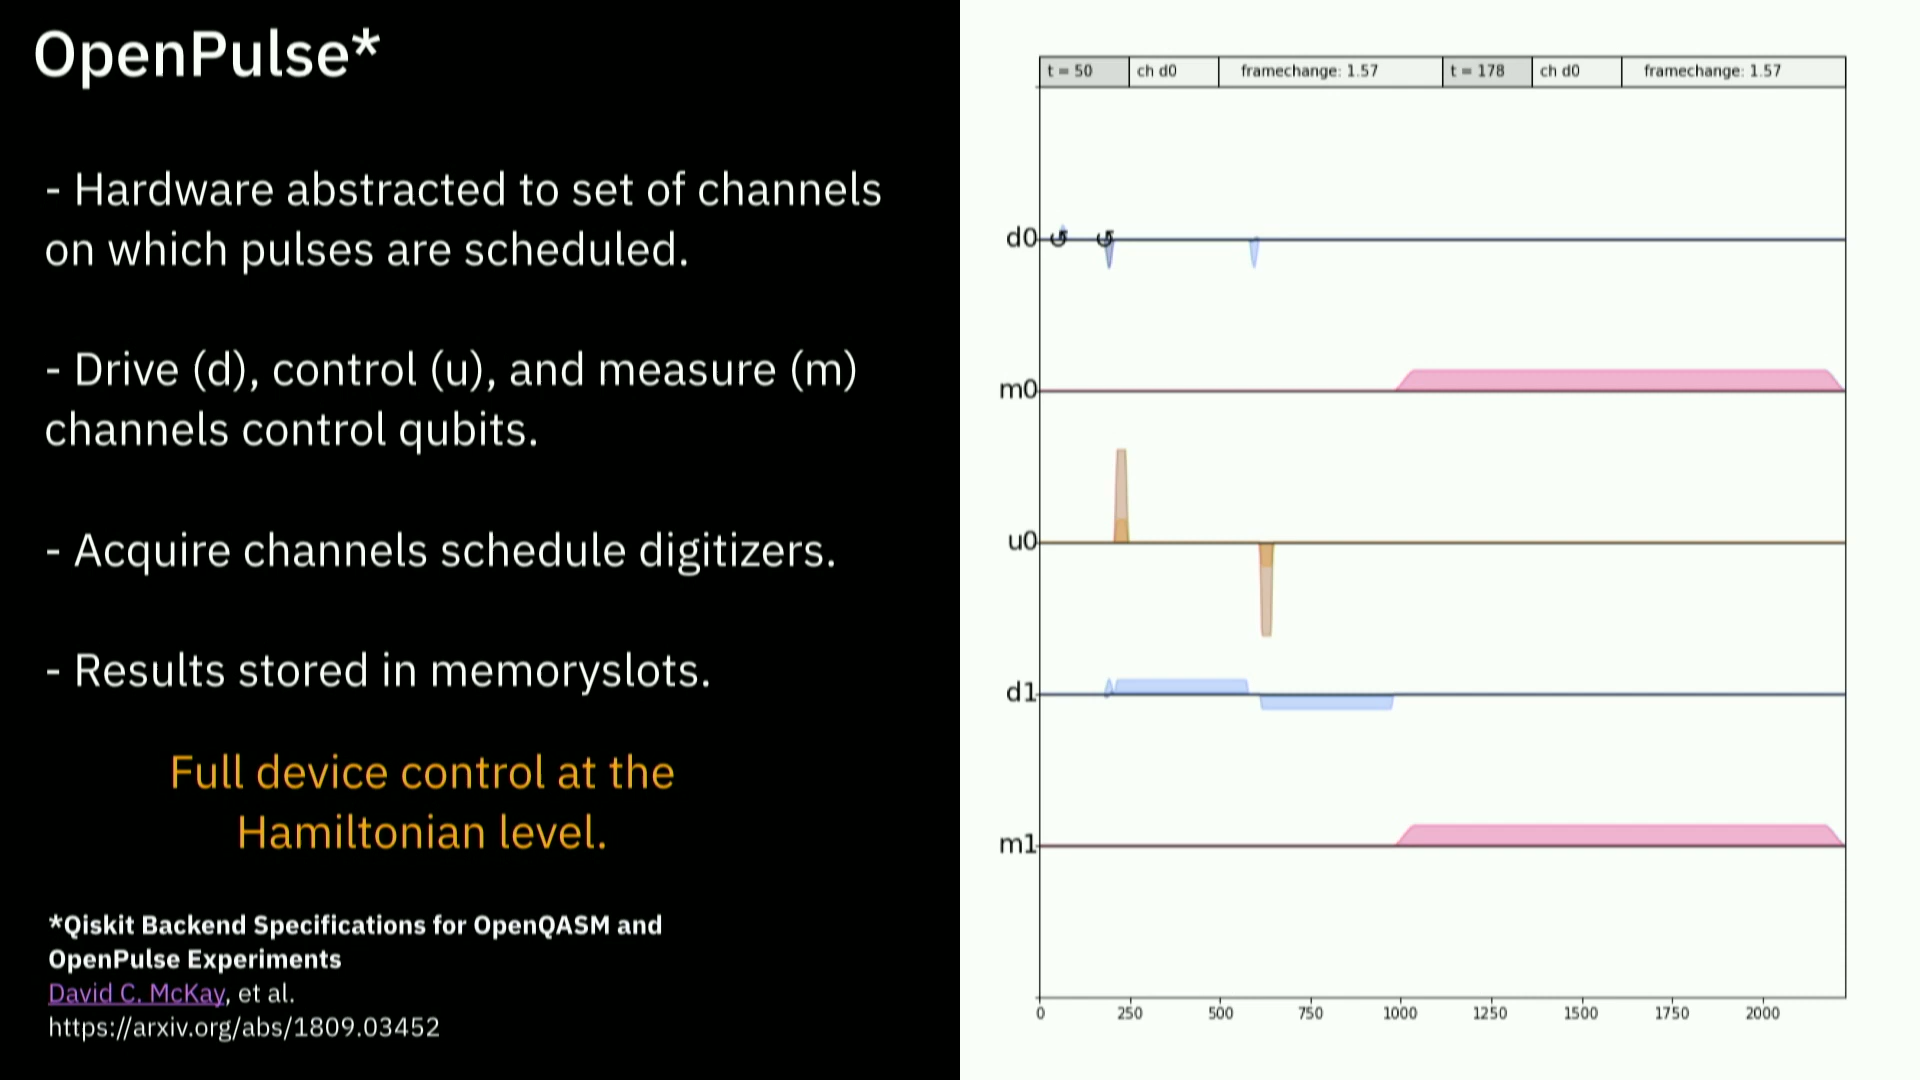 OpenPulse*
- Hardware abstracted to set of channels
on which pulses are scheduled.
- Drive (d), control (u), and measure (m)
channels control qubits.
- Acquire channels schedule digitizers.
- Results stored in memoryslots.
Full device control at the
Hamiltonian level.
*Qiskit Backend Specifications for OpenQASM and
OpenPulse Experiments
David C. McKay, et al.
https://arxiv.org/abs/1809.03452
t = 50 ch d0 framechange: 1.57 t = 178 ch d0 framechange: 1.57
d0
m0
u0
d1
m1
0 250 500 750 1000 1250 1500 1750 2000